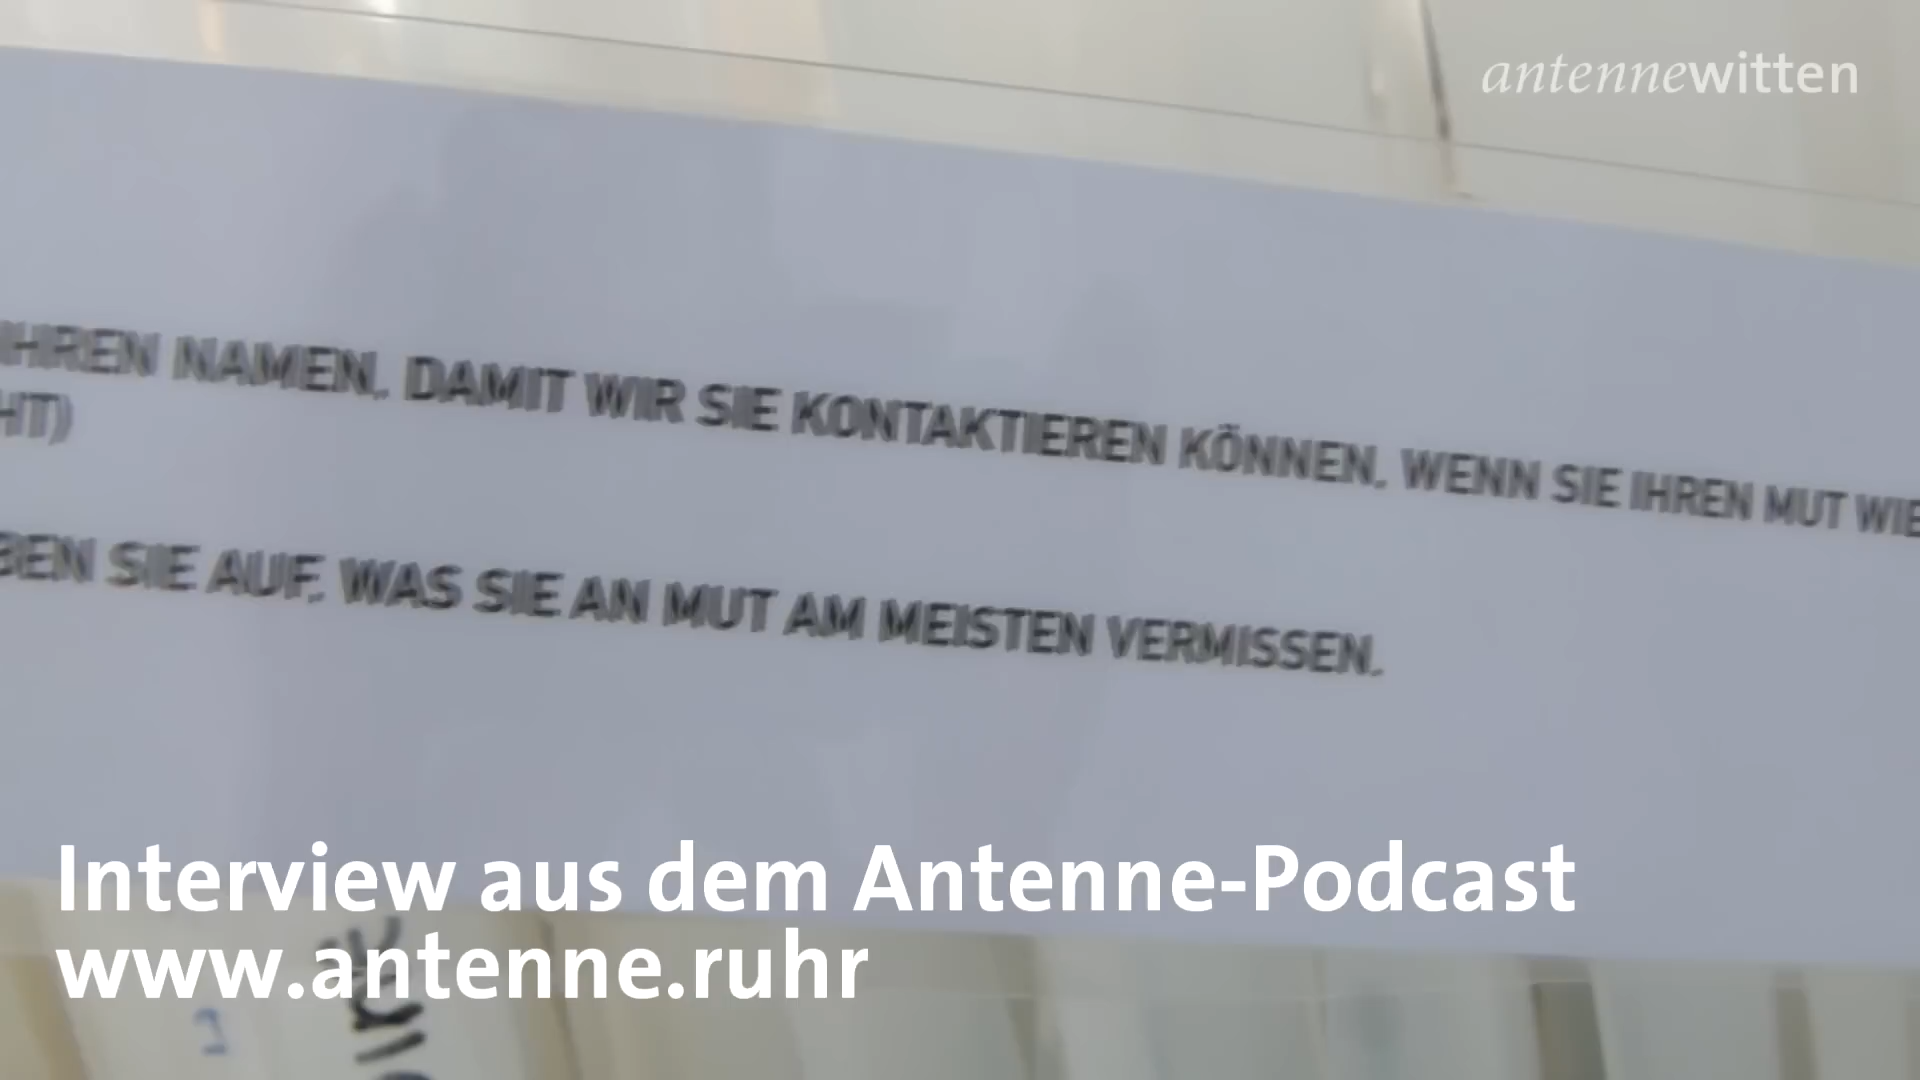 antennewitten
IHREN NAMEN, DAMIT WIR SIE KONTAKTIEREN KÖNNEN, WENN SIE IHREN MUT WIE
HT)
BEN SIE AUF, WAS SIE AN MUT AM MEISTEN VERMISSEN.
Interview aus dem Antenne-Podcast
www.antenne.ruhr